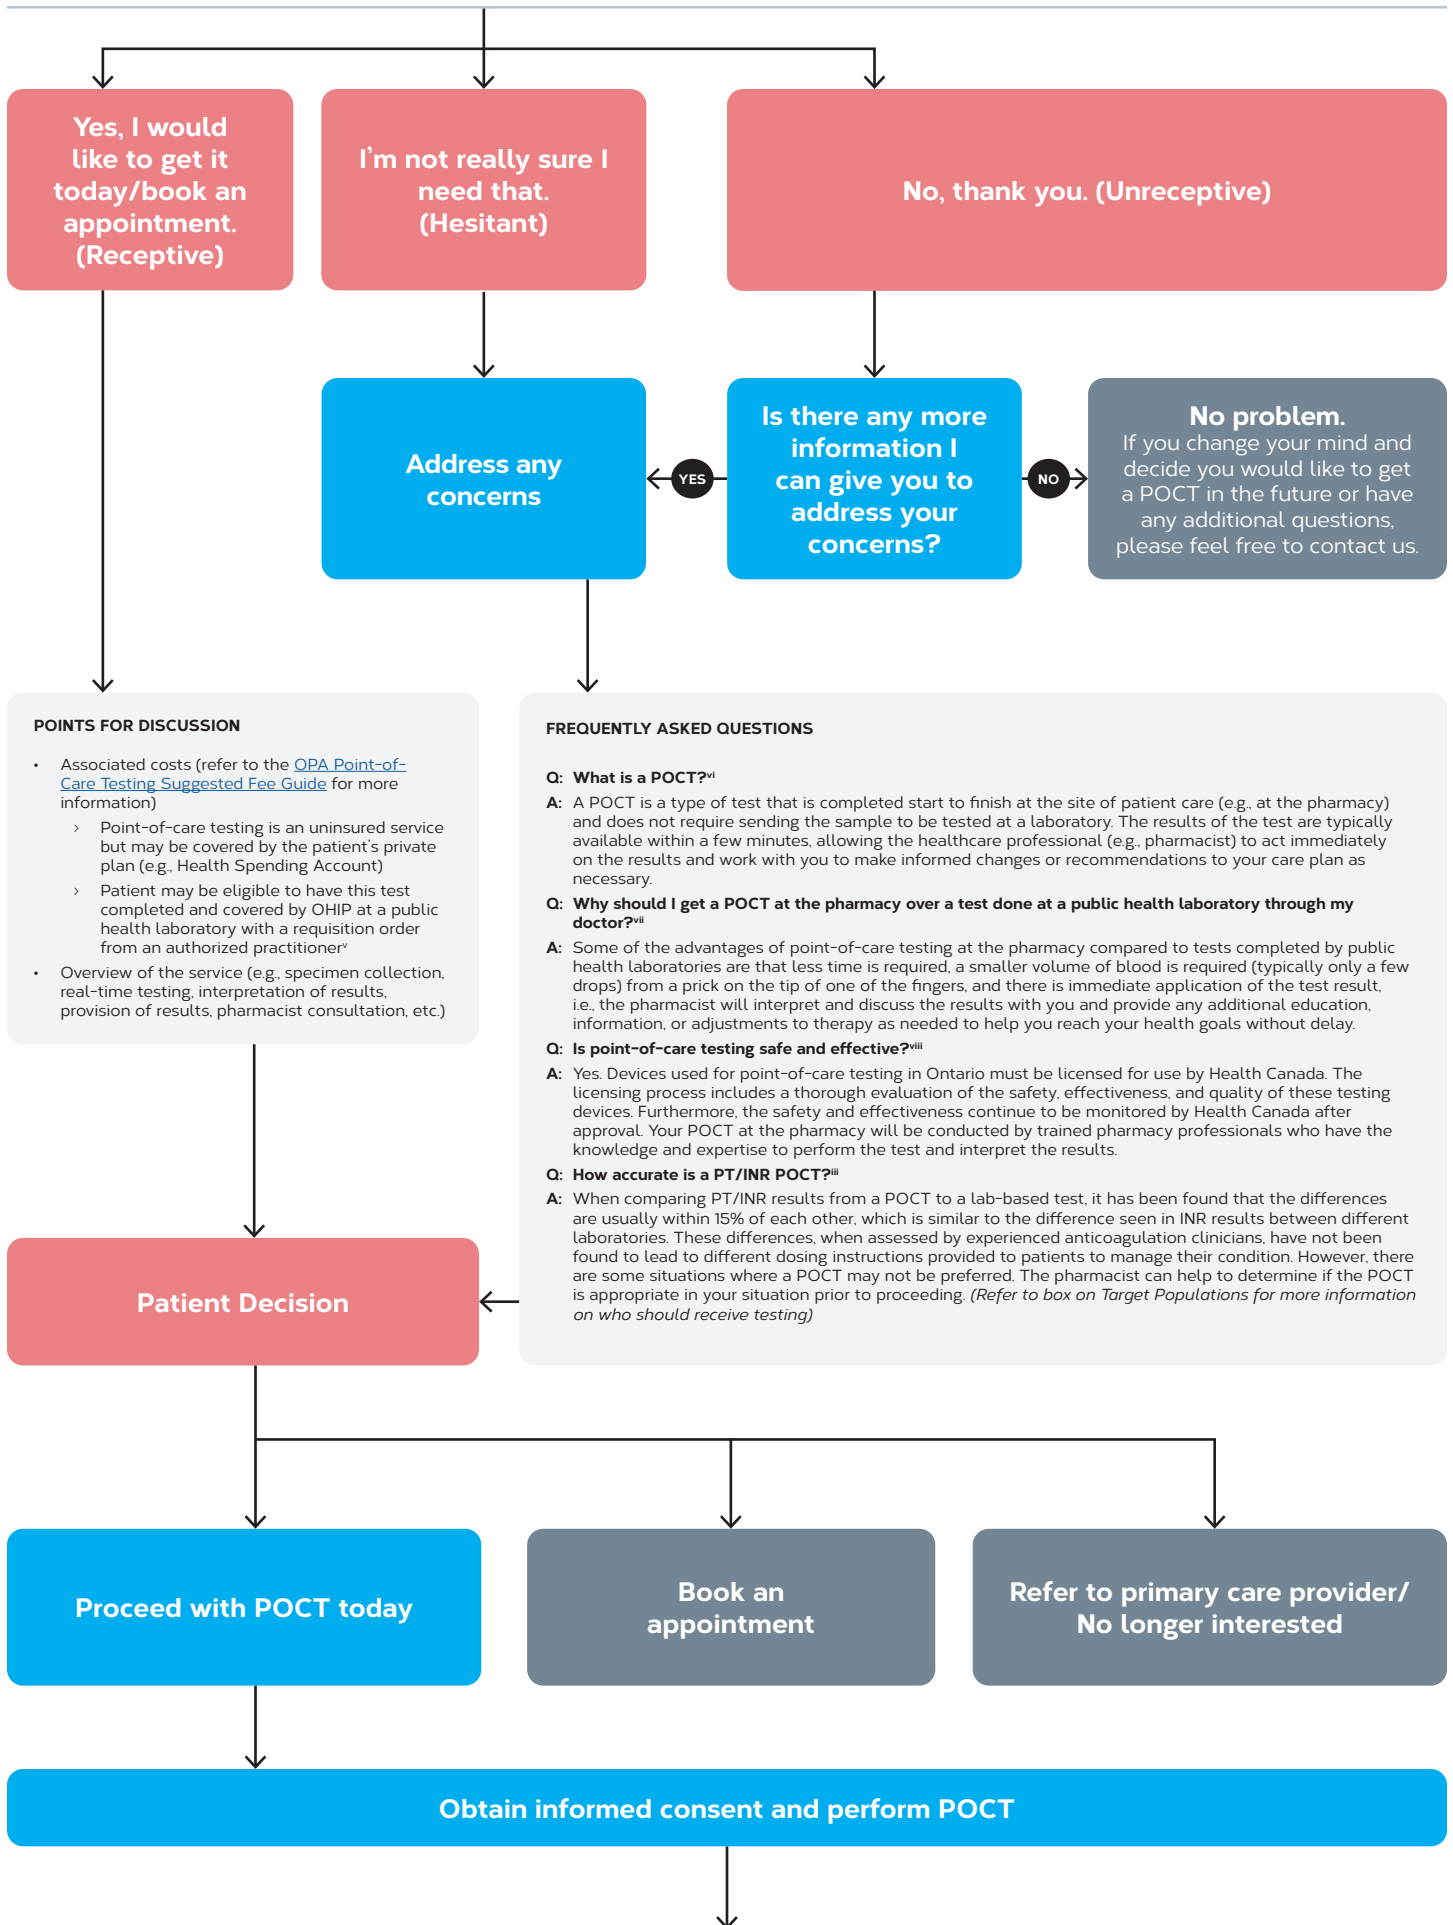 Yes, I would
like to get it
today/book an
appointment.
(Receptive)
I'm not really sure I
need that.
(Hesitant)
No, thank you. (Unreceptive)
Address any
concerns
YES
Is there any more
information I
can give you to
address your
concerns?
NO
No problem.
If you change your mind and
decide you would like to get
a POCT in the future or have
any additional questions,
please feel free to contact us.
POINTS FOR DISCUSSION
• Associated costs (refer to the OPA Point-of-
Care Testing Suggested Fee Guide for more
information)
› Point-of-care testing is an uninsured service
but may be covered by the patient's private
plan (e.g., Health Spending Account)
› Patient may be eligible to have this test
completed and covered by OHIP at a public
health laboratory with a requisition order
from an authorized practitionerᵛ
• Overview of the service (e.g., specimen collection,
real-time testing, interpretation of results,
provision of results, pharmacist consultation, etc.)
FREQUENTLY ASKED QUESTIONS
Q: What is a POCT?ᵛⁱ
A: A POCT is a type of test that is completed start to finish at the site of patient care (e.g., at the pharmacy)
and does not require sending the sample to be tested at a laboratory. The results of the test are typically
available within a few minutes, allowing the healthcare professional (e.g., pharmacist) to act immediately
on the results and work with you to make informed changes or recommendations to your care plan as
necessary.
Q: Why should I get a POCT at the pharmacy over a test done at a public health laboratory through my
doctor?ᵛⁱⁱ
A: Some of the advantages of point-of-care testing at the pharmacy compared to tests completed by public
health laboratories are that less time is required, a smaller volume of blood is required (typically only a few
drops) from a prick on the tip of one of the fingers, and there is immediate application of the test result,
i.e., the pharmacist will interpret and discuss the results with you and provide any additional education,
information, or adjustments to therapy as needed to help you reach your health goals without delay.
Q: Is point-of-care testing safe and effective?ᵛⁱⁱⁱ
A: Yes. Devices used for point-of-care testing in Ontario must be licensed for use by Health Canada. The
licensing process includes a thorough evaluation of the safety, effectiveness, and quality of these testing
devices. Furthermore, the safety and effectiveness continue to be monitored by Health Canada after
approval. Your POCT at the pharmacy will be conducted by trained pharmacy professionals who have the
knowledge and expertise to perform the test and interpret the results.
Q: How accurate is a PT/INR POCT?ⁱⁱⁱ
A: When comparing PT/INR results from a POCT to a lab-based test, it has been found that the differences
are usually within 15% of each other, which is similar to the difference seen in INR results between different
laboratories. These differences, when assessed by experienced anticoagulation clinicians, have not been
found to lead to different dosing instructions provided to patients to manage their condition. However, there
are some situations where a POCT may not be preferred. The pharmacist can help to determine if the POCT
is appropriate in your situation prior to proceeding. (Refer to box on Target Populations for more information
on who should receive testing)
Patient Decision
Proceed with POCT today
Book an
appointment
Refer to primary care provider/
No longer interested
Obtain informed consent and perform POCT